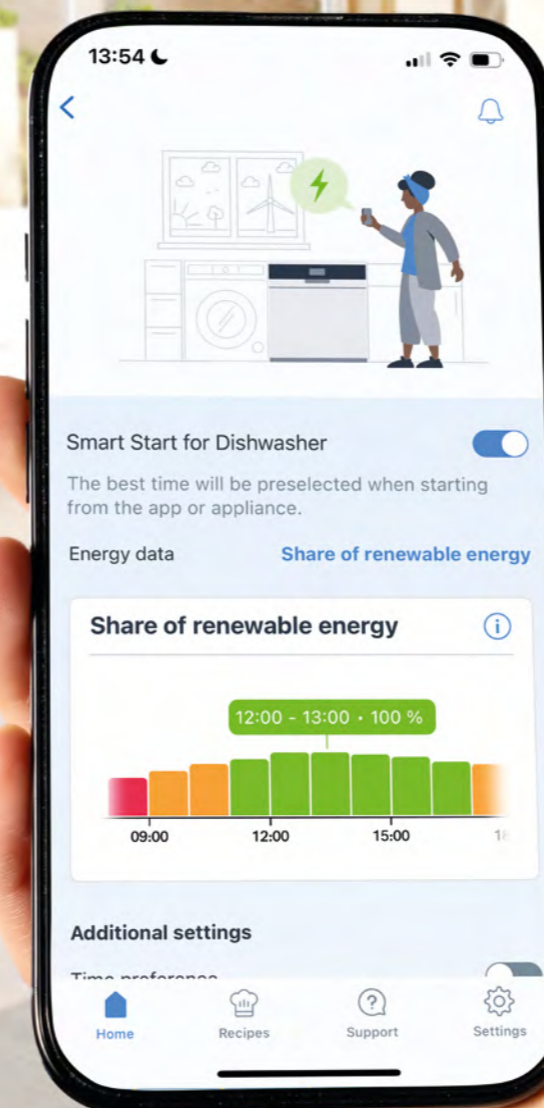 13:54
Smart Start for Dishwasher
The best time will be preselected when starting
from the app or appliance.
Energy data Share of renewable energy
Share of renewable energy
12:00 - 13:00 • 100 %
09:00 12:00 15:00
Additional settings
Time preference
Home Recipes Support Settings